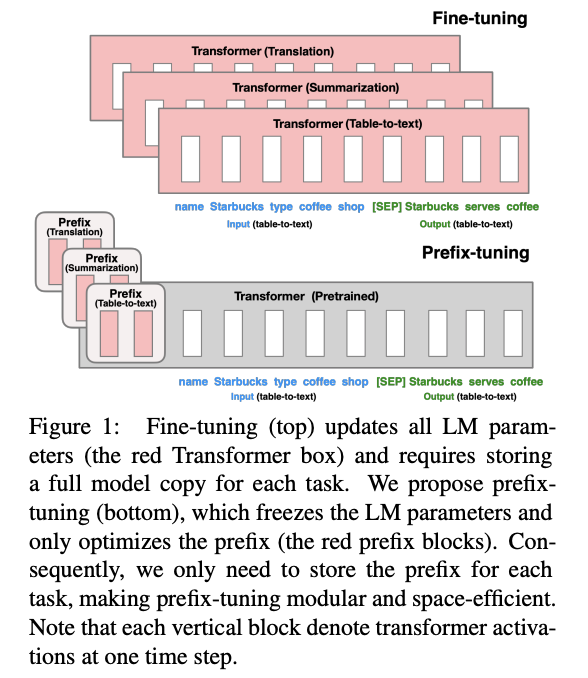 Fine-tuning
Transformer (Translation)
Transformer (Summarization)
Transformer (Table-to-text)
name Starbucks type coffee shop [SEP] Starbucks serves coffee
Input (table-to-text) Output (table-to-text)
Prefix-tuning
Prefix
(Translation)
Prefix
(Summarization)
Prefix
(Table-to-text)
Transformer (Pretrained)
name Starbucks type coffee shop [SEP] Starbucks serves coffee
Input (table-to-text) Output (table-to-text)
Figure 1: Fine-tuning (top) updates all LM param-
eters (the red Transformer box) and requires storing
a full model copy for each task. We propose prefix-
tuning (bottom), which freezes the LM parameters and
only optimizes the prefix (the red prefix blocks). Con-
sequently, we only need to store the prefix for each
task, making prefix-tuning modular and space-efficient.
Note that each vertical block denote transformer activa-
tions at one time step.